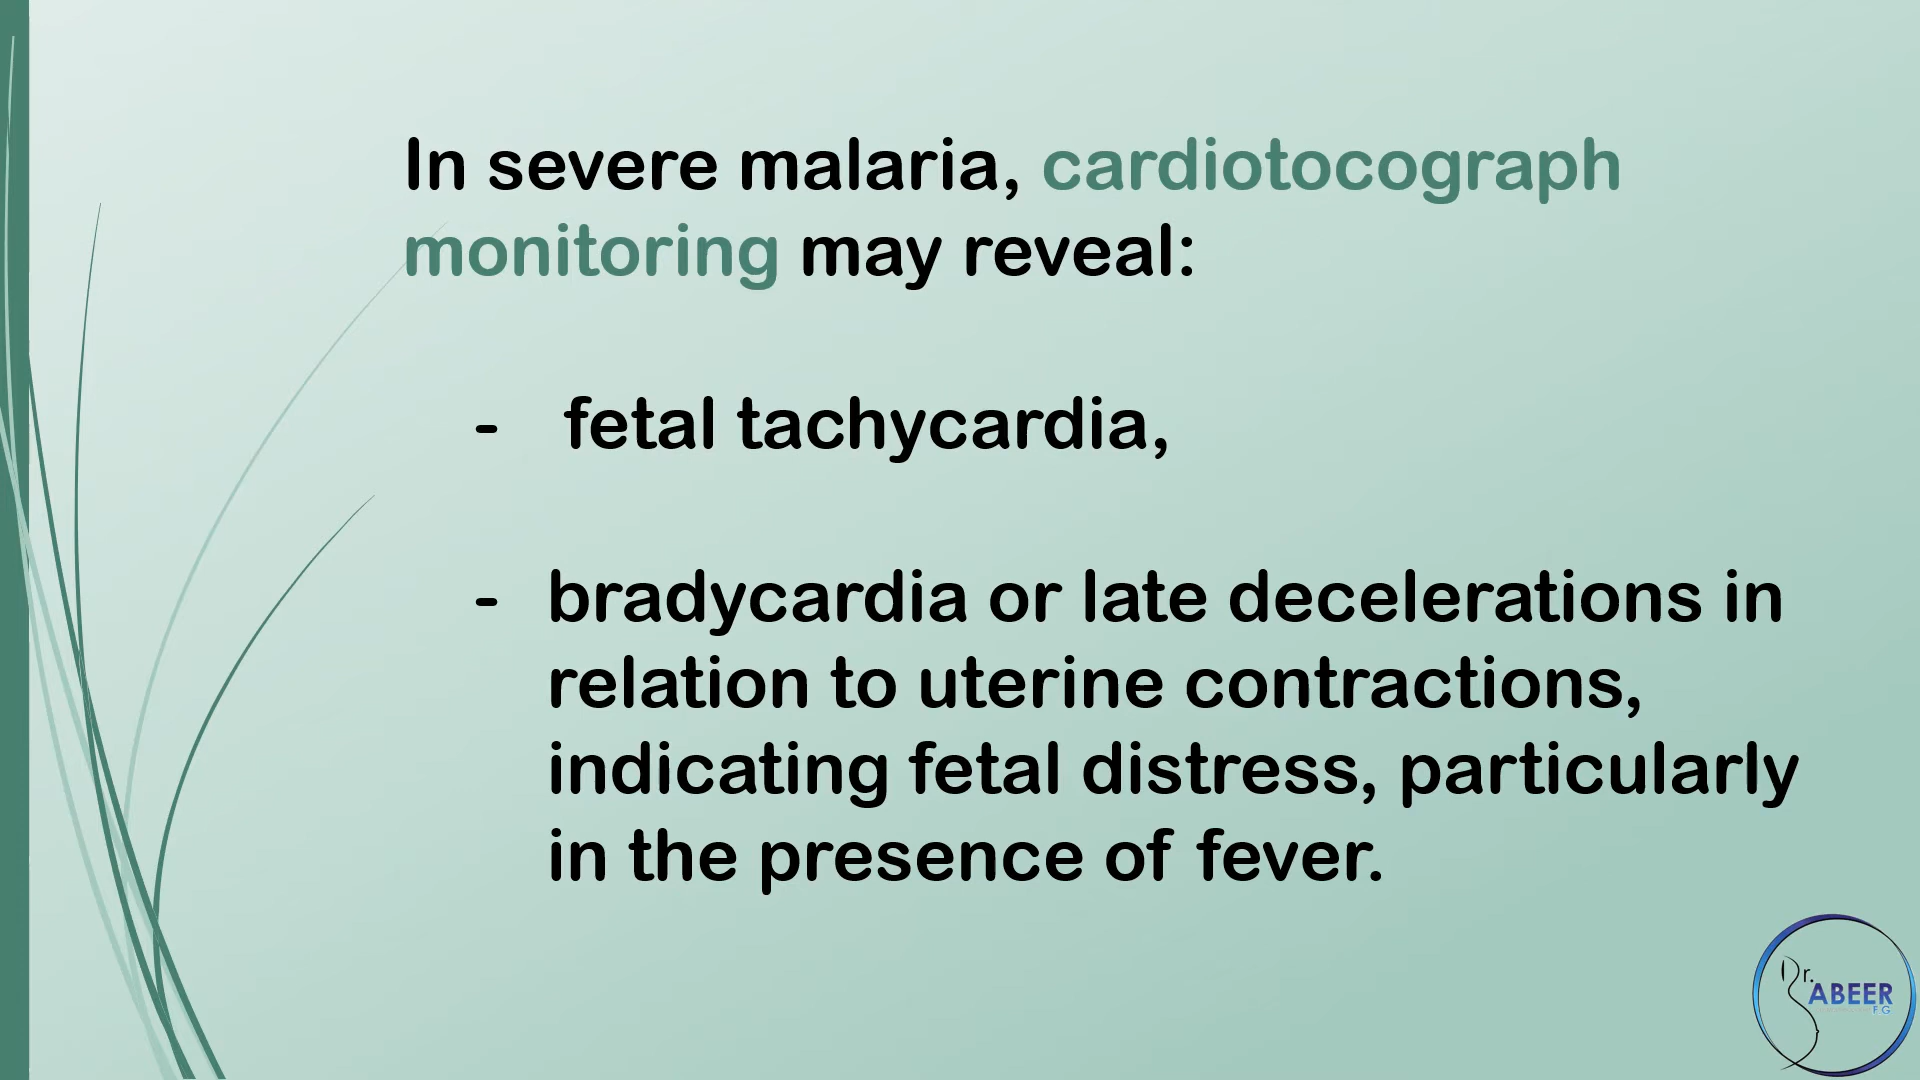 In severe malaria, cardiotocograph
monitoring may reveal:
- fetal tachycardia,
- bradycardia or late decelerations in
relation to uterine contractions,
indicating fetal distress, particularly
in the presence of fever.
Dr.
ABEER
F.G